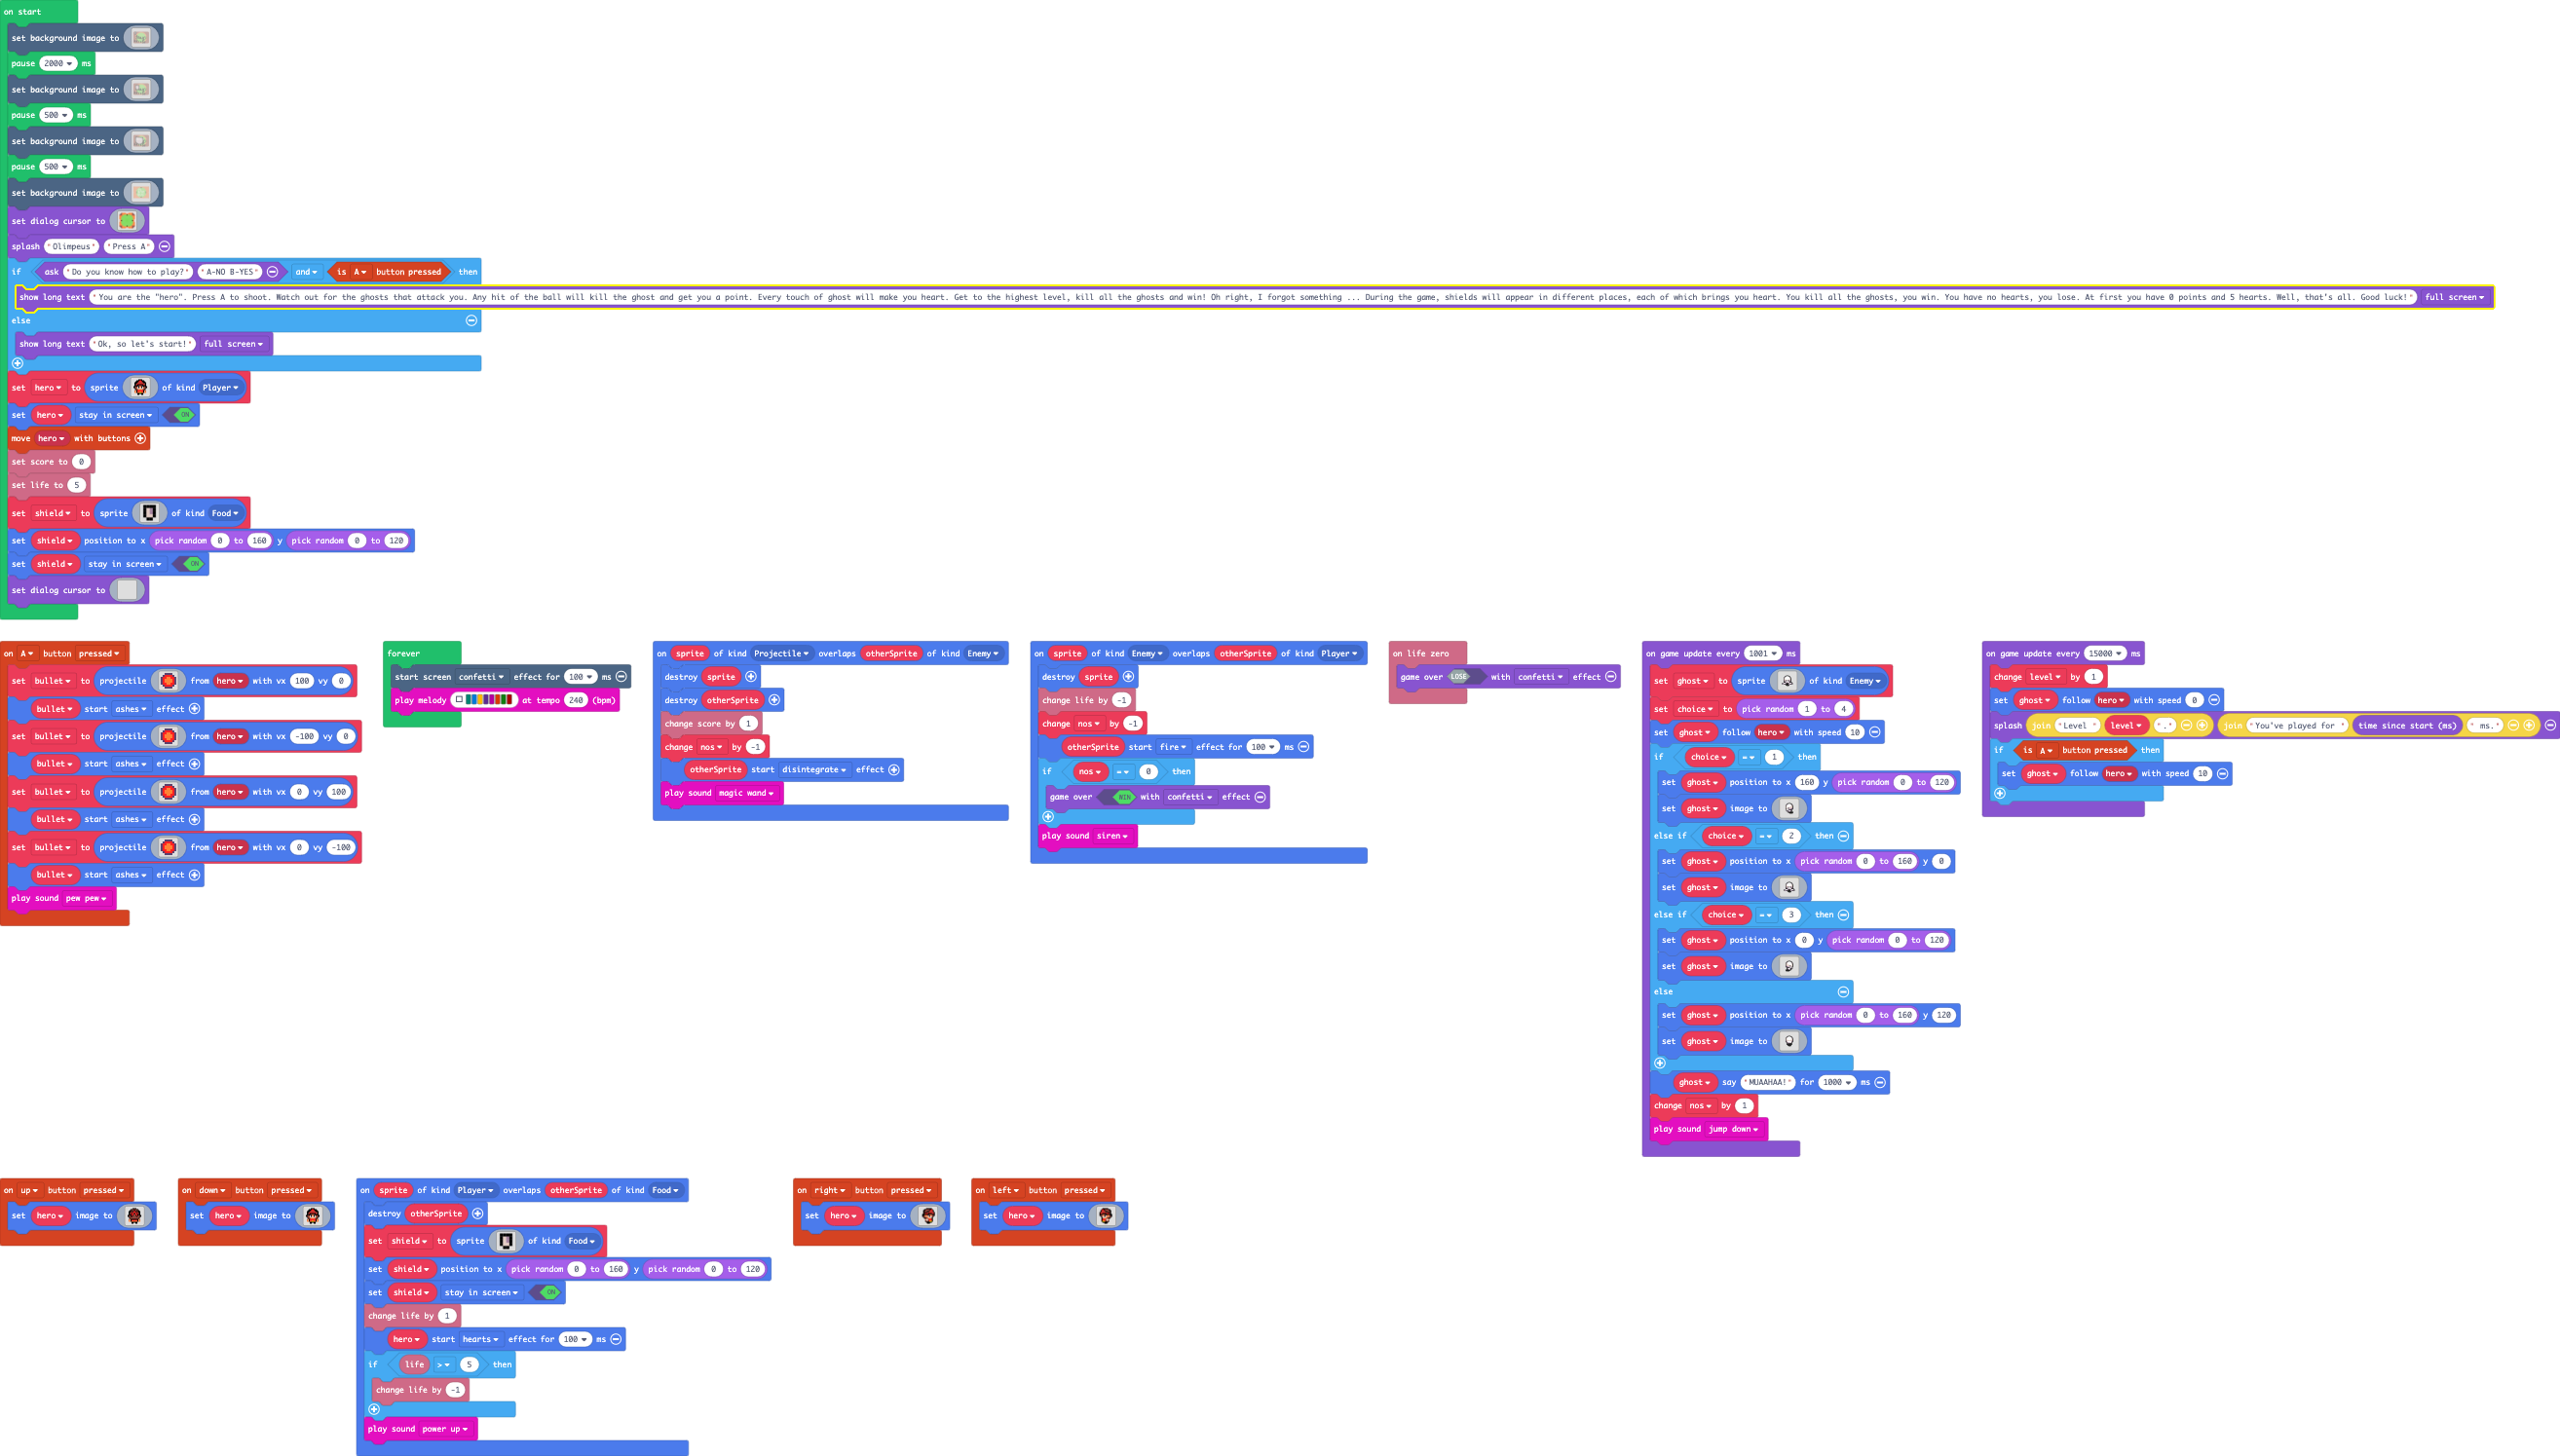 on start
set background image to
pause 2000 ms
set background image to
pause 500 ms
set background image to
pause 500 ms
set background image to
set dialog cursor to
splash "Olimpeus" "Press A"
if ask "Do you know how to play?" "A-NO B-YES" and is A button pressed then
show long text "You are the "hero". Press A to shoot. Watch out for the ghosts that attack you. Any hit of the ball will kill the ghost and get you a point. Every touch of ghost will make you heart. Get to the highest level, kill all the ghosts and win! Oh right, I forgot something ... During the game, shields will appear in different places, each of which brings you heart. You kill all the ghosts, you win. You have no hearts, you lose. At first you have 0 points and 5 hearts. Well, that's all. Good luck!" full screen
else
show long text "Ok, so let's start!" full screen
set hero to sprite of kind Player
set hero stay in screen ON
move hero with buttons
set score to 0
set life to 5
set shield to sprite of kind Food
set shield position to x pick random 0 to 160 y pick random 0 to 120
set shield stay in screen ON
set dialog cursor to
on A button pressed
set bullet to projectile from hero with vx 100 vy 0
bullet start ashes effect
set bullet to projectile from hero with vx -100 vy 0
bullet start ashes effect
set bullet to projectile from hero with vx 0 vy 100
bullet start ashes effect
set bullet to projectile from hero with vx 0 vy -100
bullet start ashes effect
play sound pew pew
forever
start screen confetti effect for 100 ms
play melody at tempo 240 (bpm)
on sprite of kind Projectile overlaps otherSprite of kind Enemy
destroy sprite
destroy otherSprite
change score by 1
change nos by -1
otherSprite start disintegrate effect
play sound magic wand
on sprite of kind Enemy overlaps otherSprite of kind Player
destroy sprite
change life by -1
change nos by -1
otherSprite start fire effect for 100 ms
if nos = 0 then
game over WIN with confetti effect
play sound siren
on life zero
game over LOSE with confetti effect
on game update every 1001 ms
set ghost to sprite of kind Enemy
set choice to pick random 1 to 4
set ghost follow hero with speed 10
if choice = 1 then
set ghost position to x 160 y pick random 0 to 120
set ghost image to
else if choice = 2 then
set ghost position to x pick random 0 to 160 y 0
set ghost image to
else if choice = 3 then
set ghost position to x 0 y pick random 0 to 120
set ghost image to
else
set ghost position to x pick random 0 to 160 y 120
set ghost image to
ghost say "MUAAHAA!" for 1000 ms
change nos by 1
play sound jump down
on game update every 15000 ms
change level by 1
set ghost follow hero with speed 0
splash join "Level " level "." join "You've played for " time since start (ms) " ms."
if is A button pressed then
set ghost follow hero with speed 10
on up button pressed
set hero image to
on down button pressed
set hero image to
on sprite of kind Player overlaps otherSprite of kind Food
destroy otherSprite
set shield to sprite of kind Food
set shield position to x pick random 0 to 160 y pick random 0 to 120
set shield stay in screen ON
change life by 1
hero start hearts effect for 100 ms
if life > 5 then
change life by -1
play sound power up
on right button pressed
set hero image to
on left button pressed
set hero image to